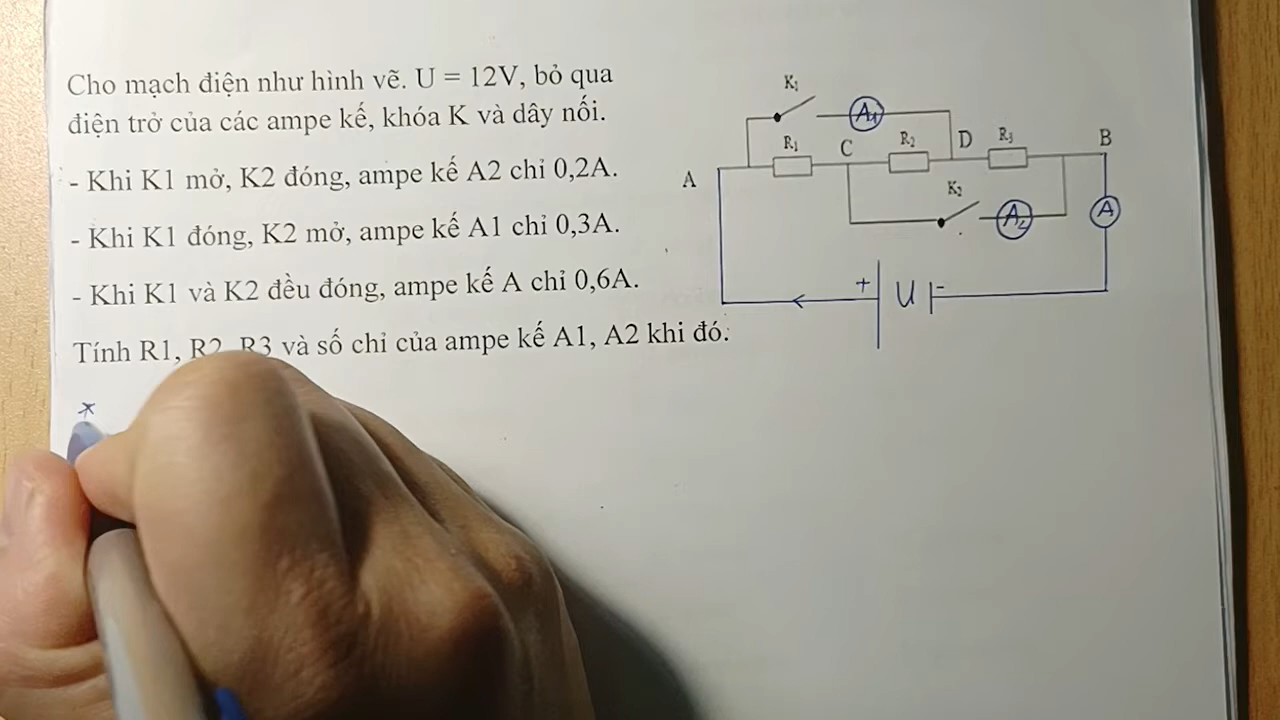 Cho mạch điện như hình vẽ. U = 12V, bỏ qua
điện trở của các ampe kế, khóa K và dây nối.
- Khi K1 mở, K2 đóng, ampe kế A2 chỉ 0,2A.
- Khi K1 đóng, K2 mở, ampe kế A1 chỉ 0,3A.
- Khi K1 và K2 đều đóng, ampe kế A chỉ 0,6A.
Tính R1, R2, R3 và số chỉ của ampe kế A1, A2 khi đó.
*
K1
A1
R1
C
R2
D
R3
B
A
K2
A2
A
+
U
-